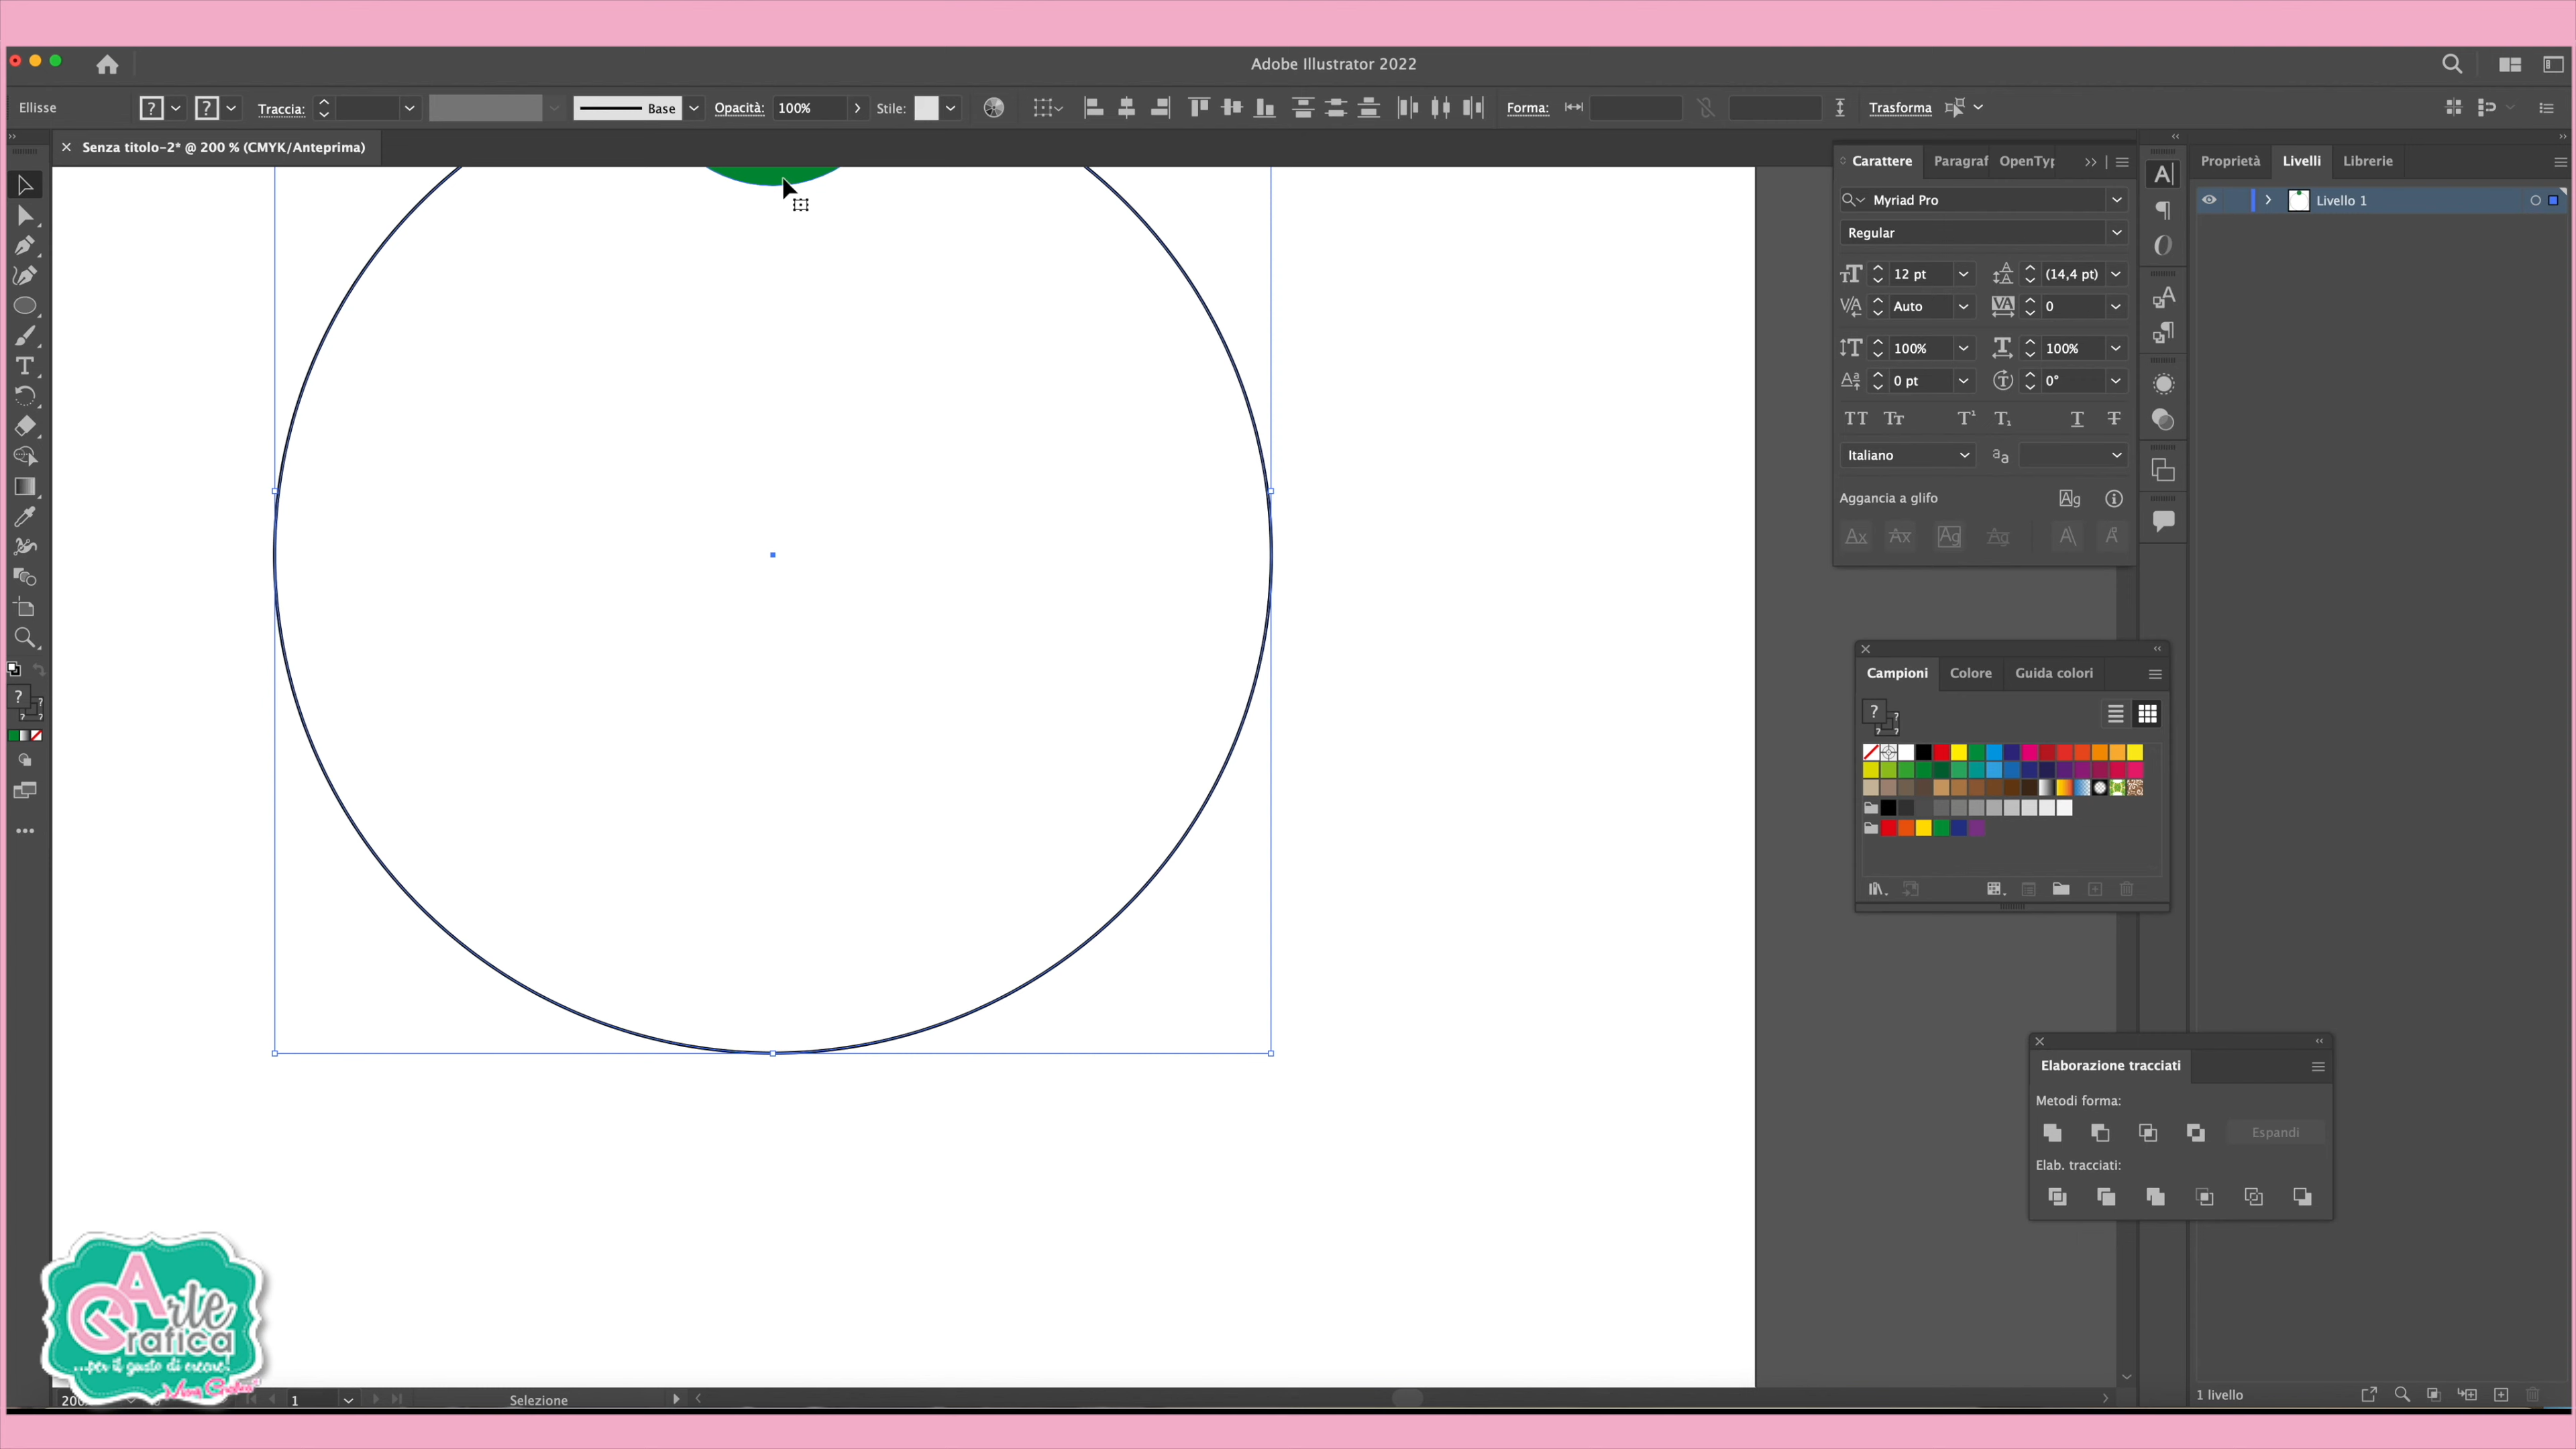 Adobe Illustrator 2022
Ellisse
?
?
Traccia:
Base
Opacità:
100%
Stile:
Forma:
Trasforma
Senza titolo-2* @ 200 % (CMYK/Anteprima)
Carattere
Paragraf
OpenTyp
Proprietà
Livelli
Librerie
Myriad Pro
Livello 1
Regular
12 pt
(14,4 pt)
Auto
0
100%
100%
0 pt
0°
Italiano
Aggancia a glifo
Campioni
Colore
Guida colori
Elaborazione tracciati
Metodi forma:
Espandi
Elab. tracciati:
Arte
Grafica
...per il gusto di creare!
1
Selezione
1 livello